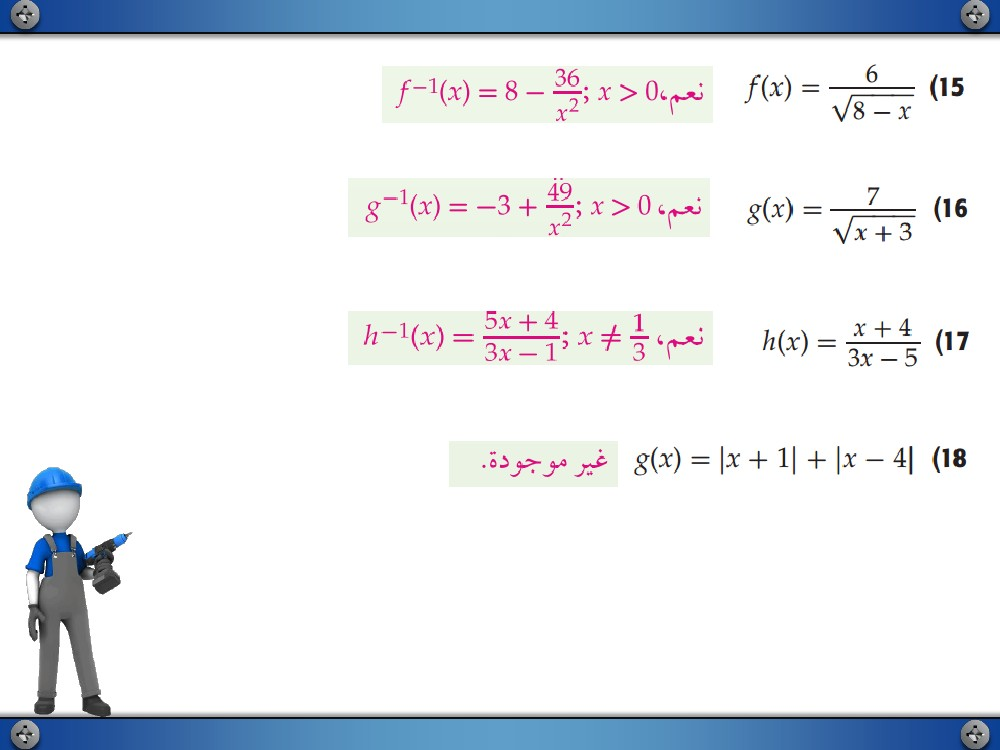 (15 f(x) = 6/√(8 − x) نعم، f⁻¹(x) = 8 − 36/x²; x > 0
(16 g(x) = 7/√(x + 3) نعم، g⁻¹(x) = −3 + 49/x²; x > 0
(17 h(x) = (x + 4)/(3x − 5) نعم، h⁻¹(x) = (5x + 4)/(3x − 1); x ≠ 1/3
(18 g(x) = |x + 1| + |x − 4| غير موجودة.